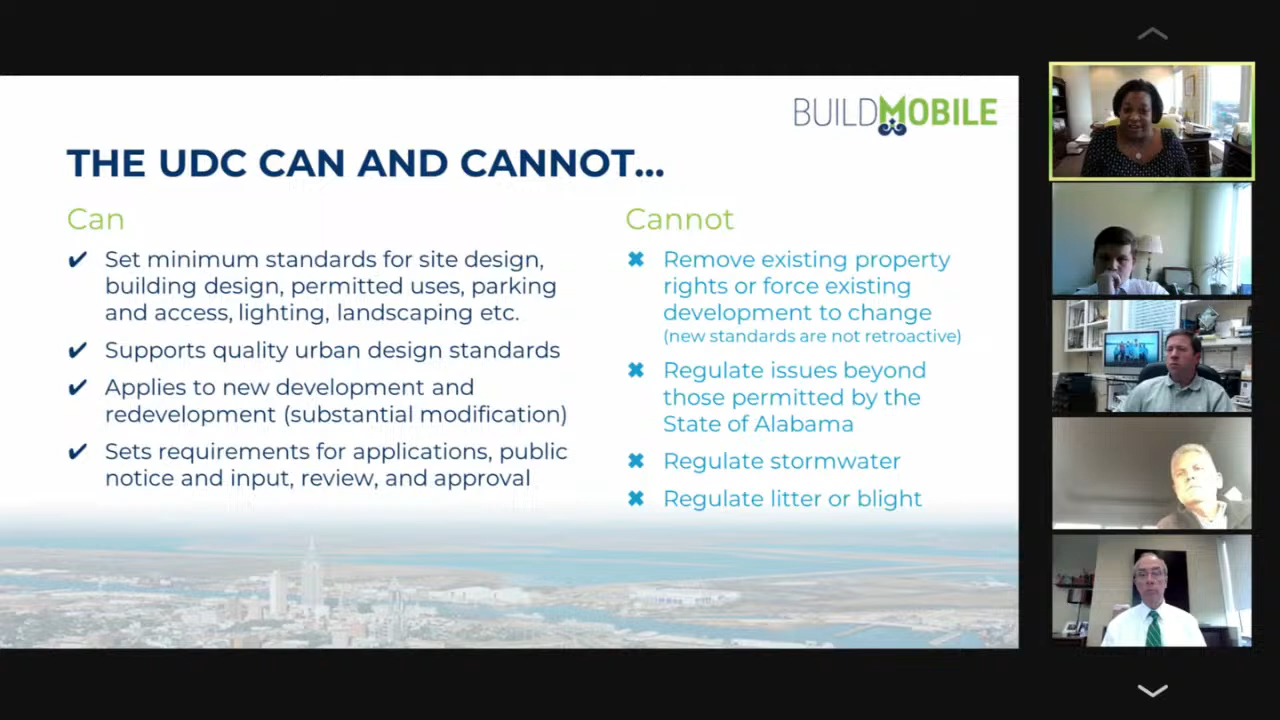 BUILDMOBILE
THE UDC CAN AND CANNOT...
Can
✔ Set minimum standards for site design,
building design, permitted uses, parking
and access, lighting, landscaping etc.
✔ Supports quality urban design standards
✔ Applies to new development and
redevelopment (substantial modification)
✔ Sets requirements for applications, public
notice and input, review, and approval
Cannot
✖ Remove existing property
rights or force existing
development to change
(new standards are not retroactive)
✖ Regulate issues beyond
those permitted by the
State of Alabama
✖ Regulate stormwater
✖ Regulate litter or blight